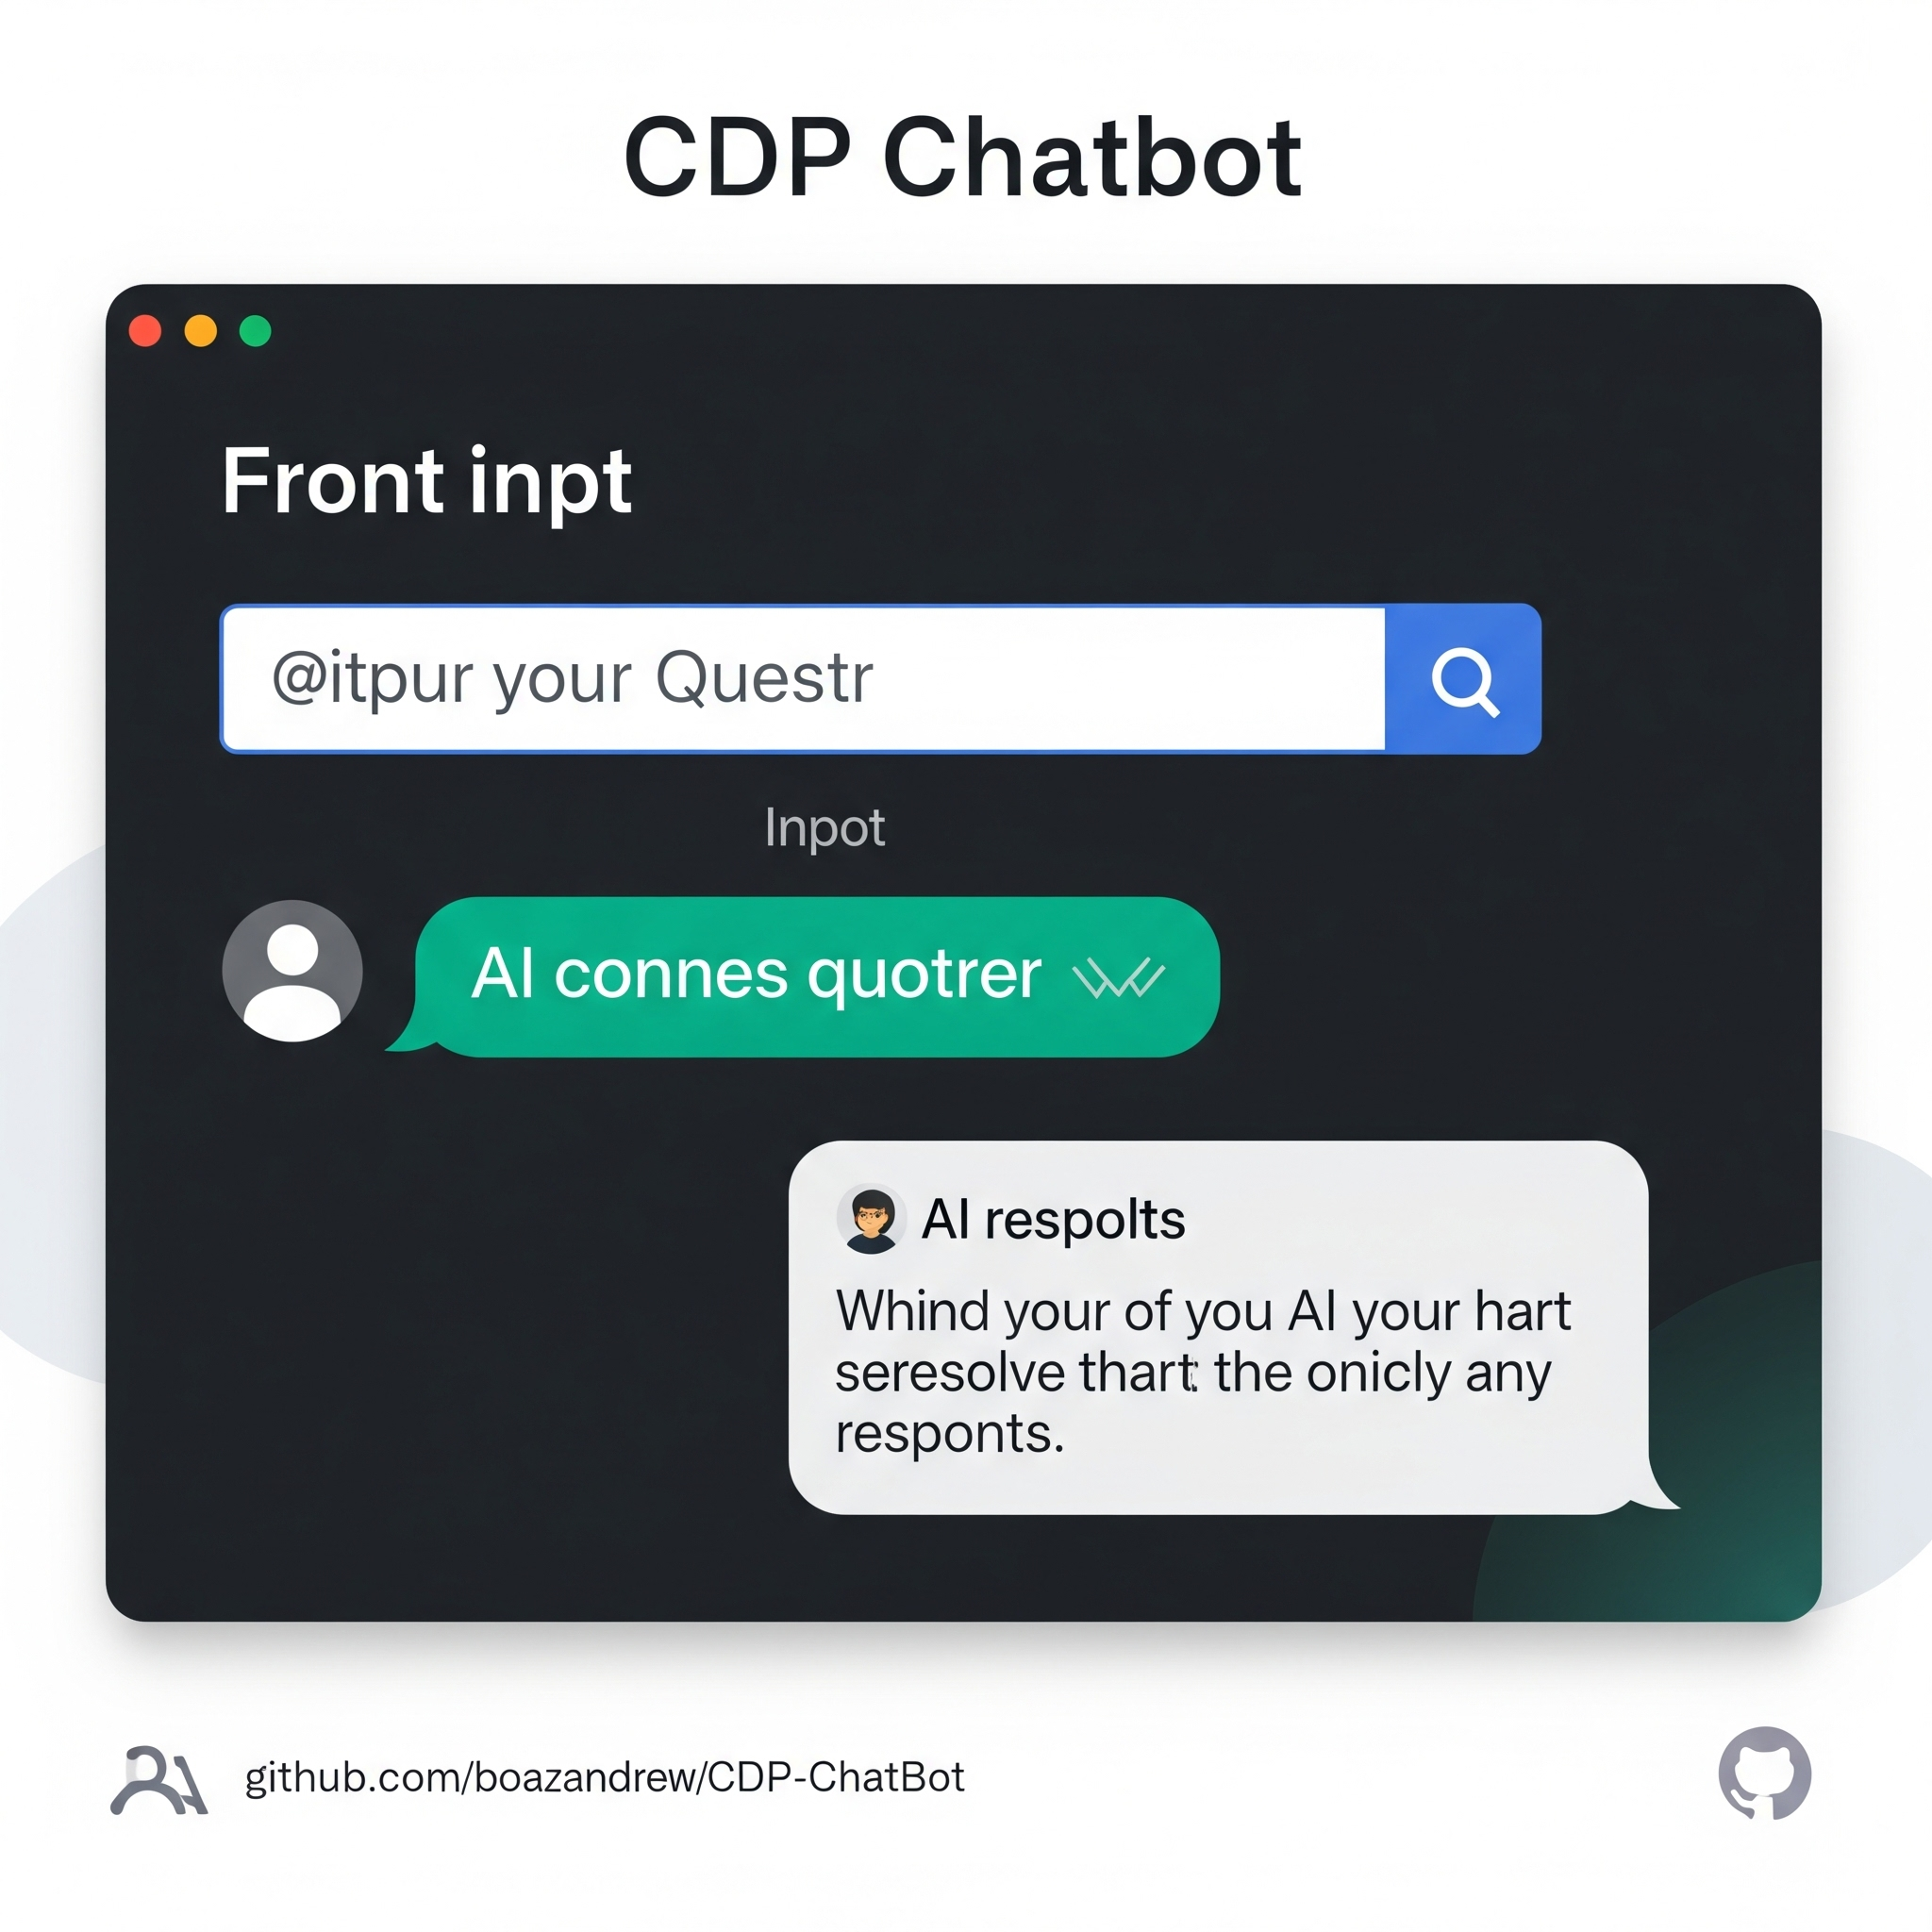 CDP Chatbot
Front inpt
@itpur your Questr
Inpot
AI connes quotrer
AI respolts
Whind your of you AI your hart
seresolve thart the onicly any
responts.
github.com/boazandrew/CDP-ChatBot